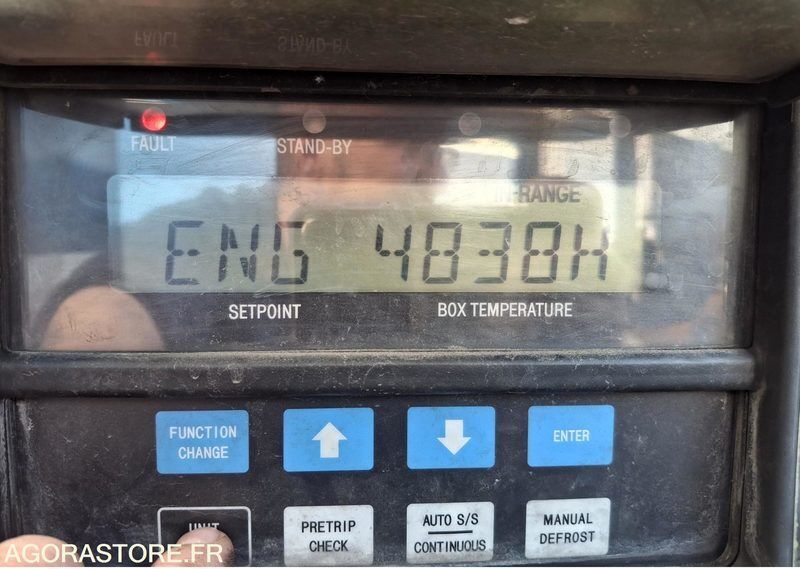 FAULT
STAND-BY
IN-RANGE
ENG 4838H
SETPOINT
BOX TEMPERATURE
FUNCTION
CHANGE
ENTER
UNIT
PRETRIP
CHECK
AUTO S/S
CONTINUOUS
MANUAL
DEFROST
AGORASTORE.FR